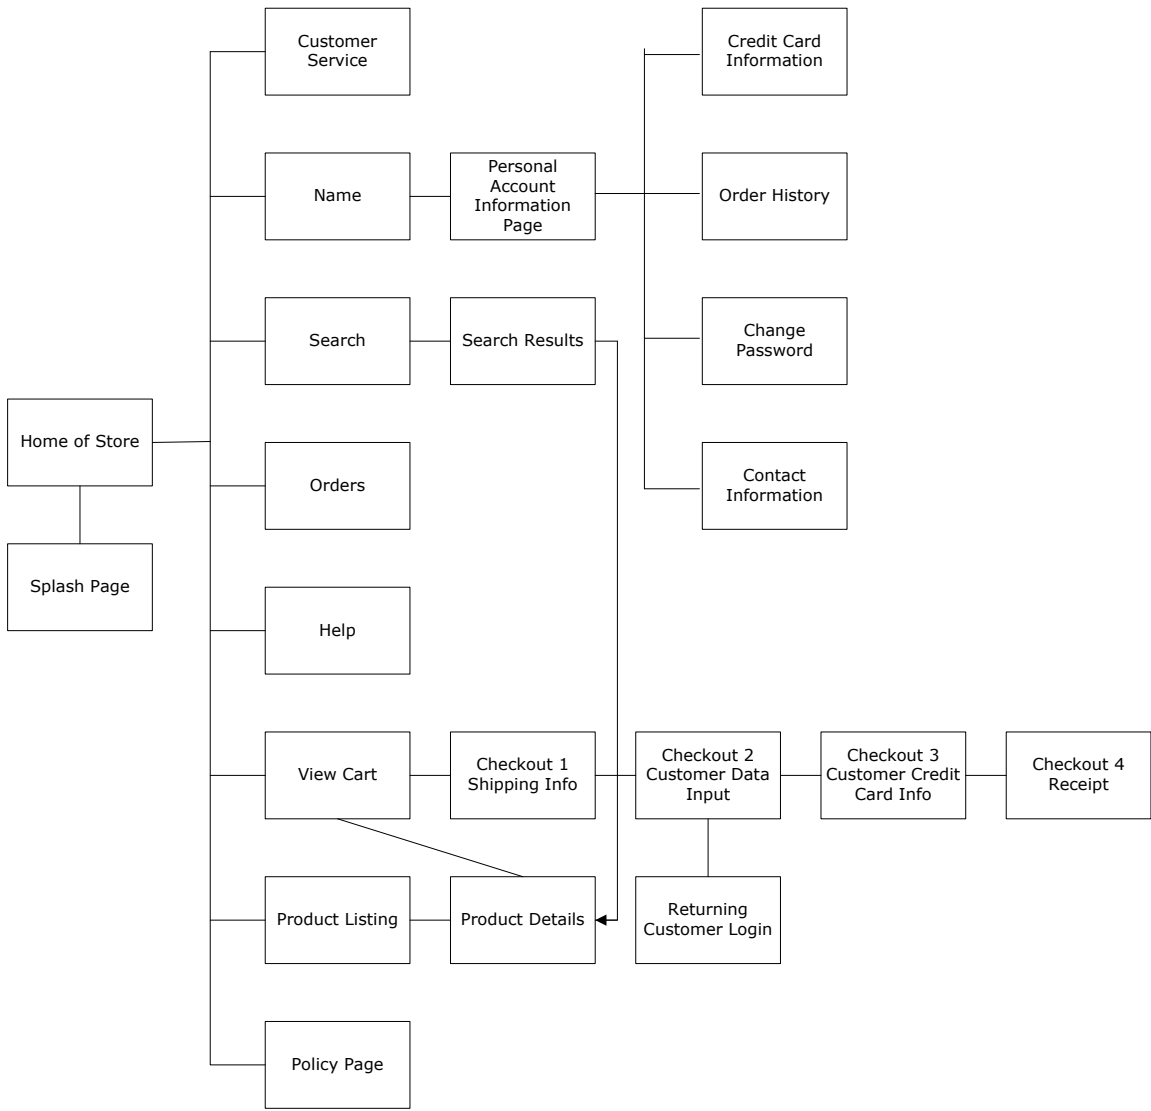 Customer
Service
Credit Card
Information
Name
Personal
Account
Information
Page
Order History
Search
Search Results
Change
Password
Home of Store
Orders
Contact
Information
Splash Page
Help
View Cart
Checkout 1
Shipping Info
Checkout 2
Customer Data
Input
Checkout 3
Customer Credit
Card Info
Checkout 4
Receipt
Product Listing
Product Details
Returning
Customer Login
Policy Page